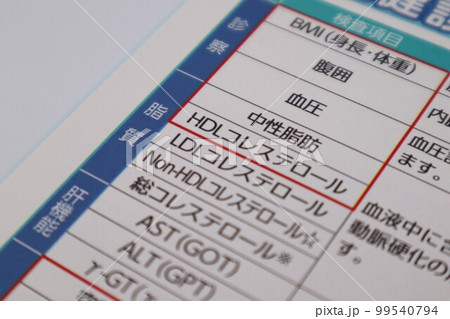 検査項目
診察
BMI(身長・体重)
腹囲
血圧
脂質
中性脂肪
HDLコレステロール
LDLコレステロール
Non-HDLコレステロール☆
総コレステロール※
肝機能
AST(GOT)
ALT(GPT)
γ-GT(
血圧
ます。
血液中に含
動脈硬化の
す。
PIXTA
99540794